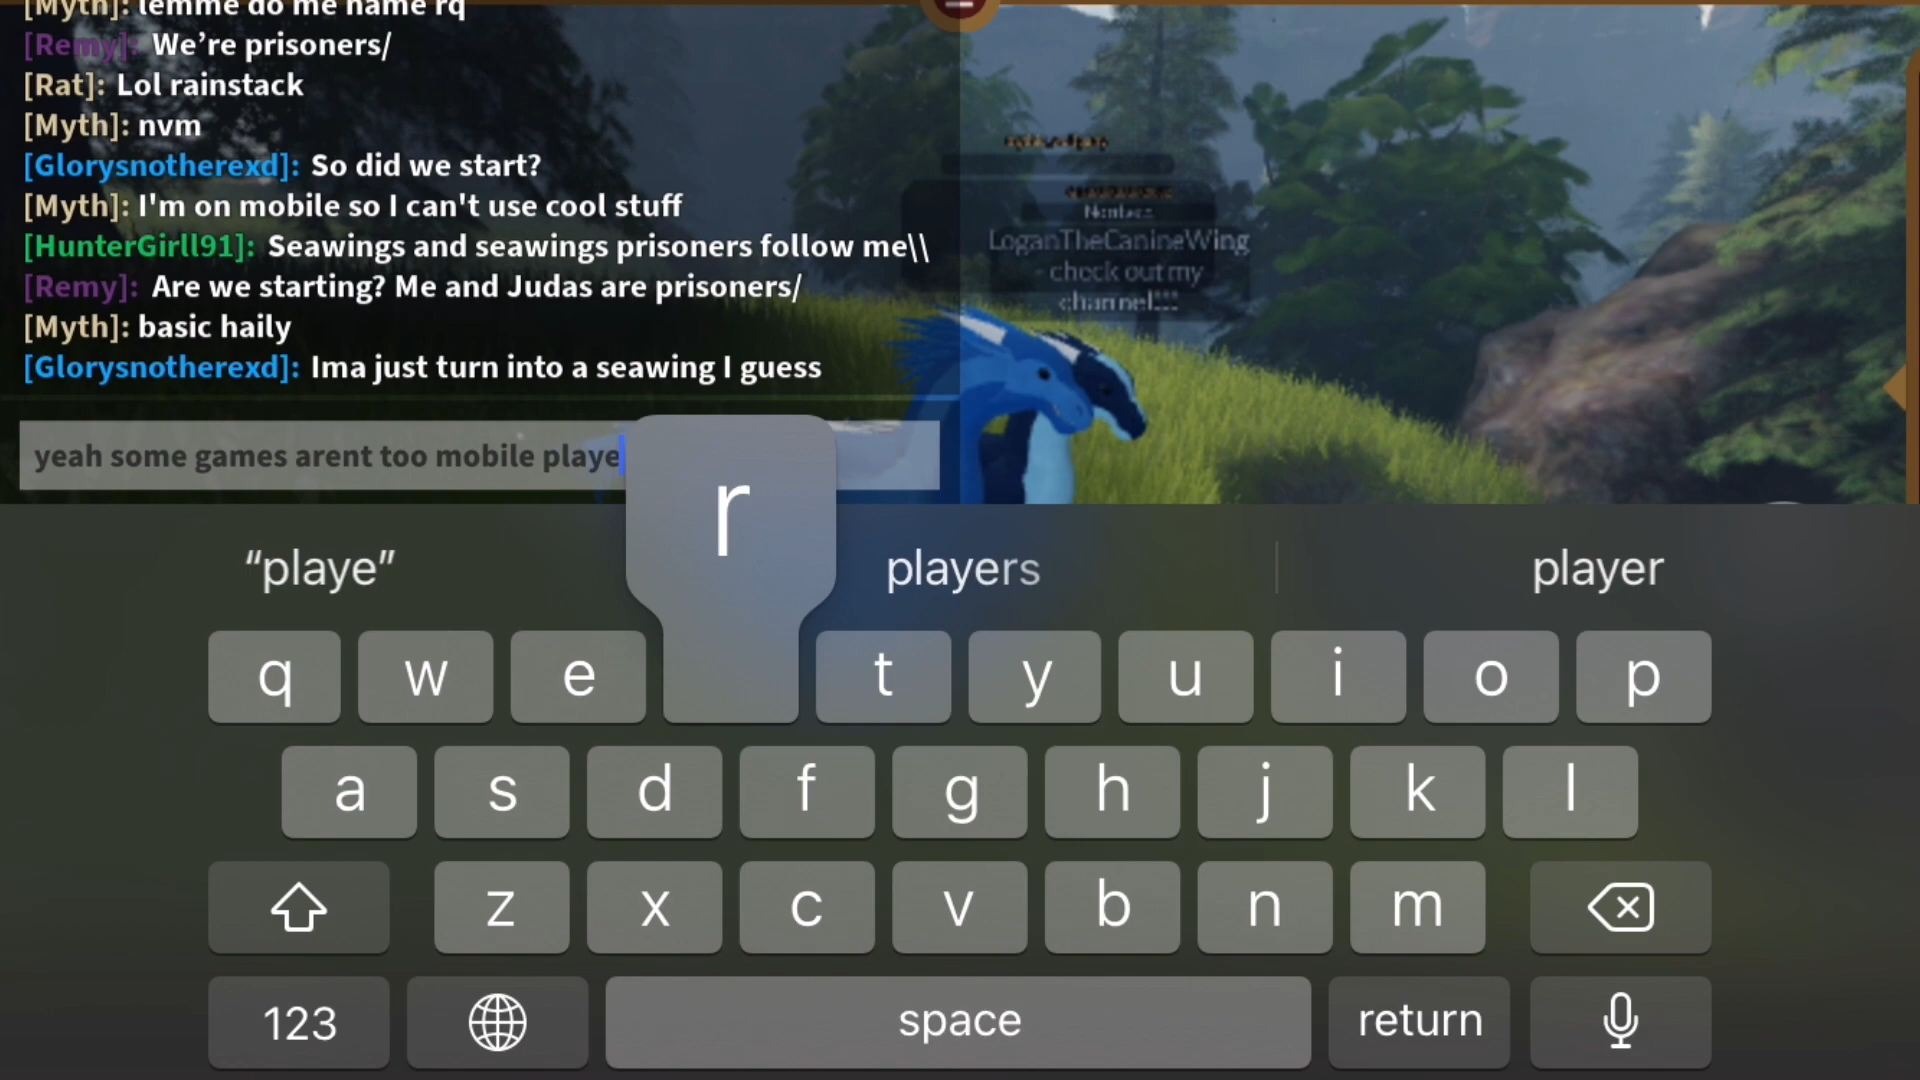 [Myth]: lemme do me name rq
[Remy]: We’re prisoners/
[Rat]: Lol rainstack
[Myth]: nvm
[Glorysnotherexd]: So did we start?
[Myth]: I'm on mobile so I can't use cool stuff
[HunterGirll91]: Seawings and seawings prisoners follow me\\
[Remy]: Are we starting? Me and Judas are prisoners/
[Myth]: basic haily
[Glorysnotherexd]: Ima just turn into a seawing I guess
LoganTheCanineWing
- check out my
channel!!!
yeah some games arent too mobile playe
r
“playe” players player
q w e t y u i o p
a s d f g h j k l
z x c v b n m
123 space return